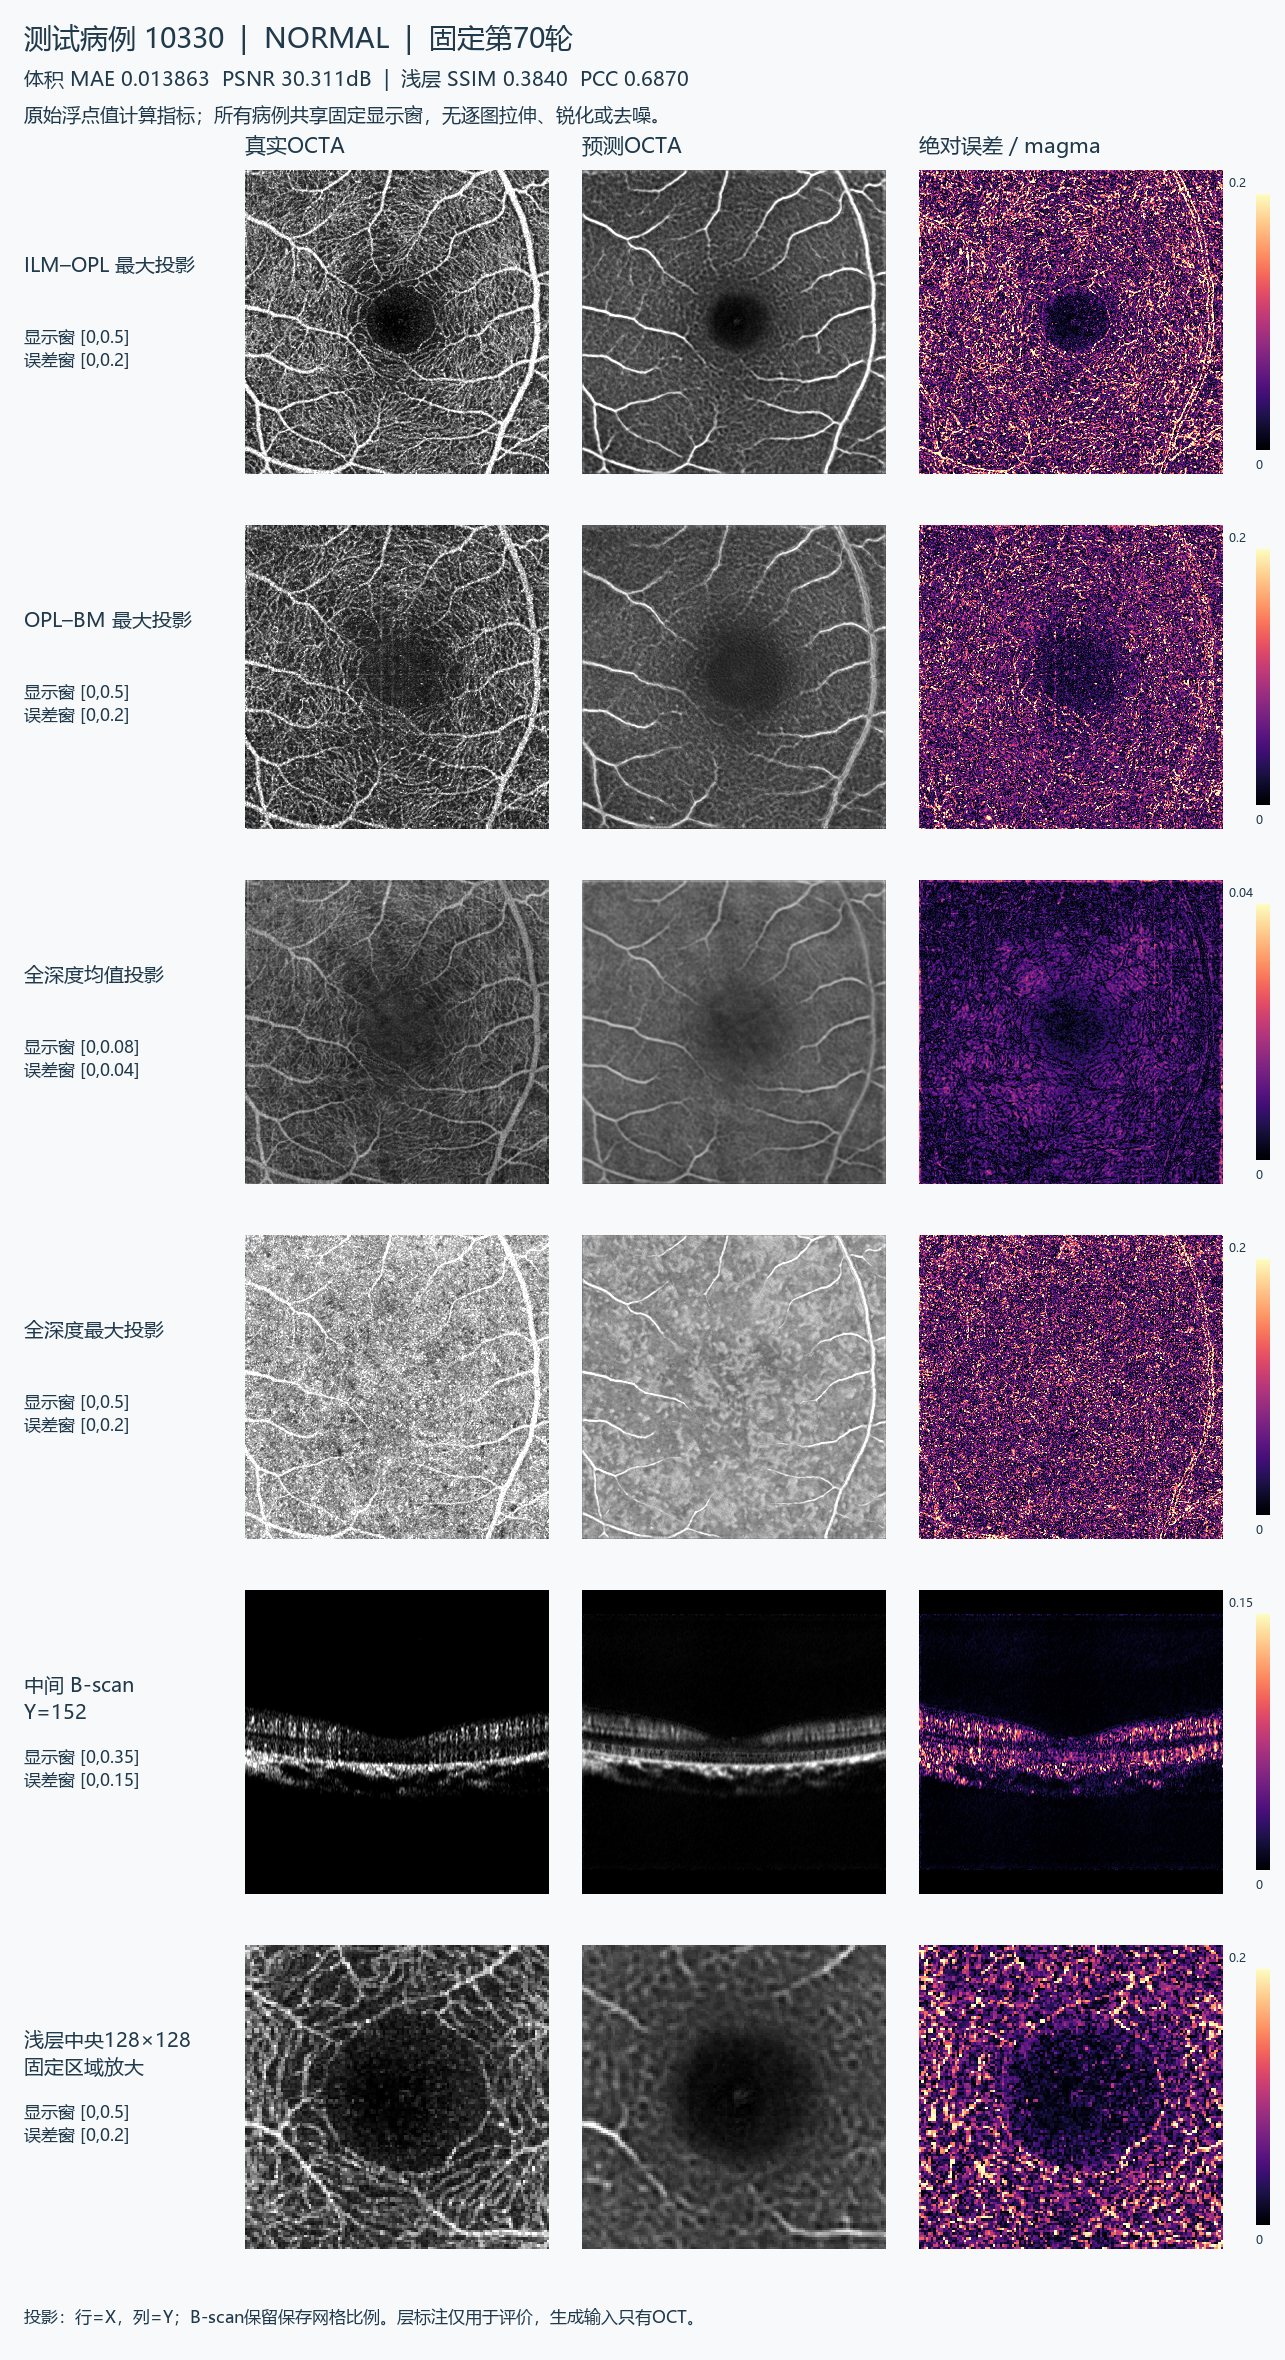 测试病例 10330 | NORMAL | 固定第70轮
体积 MAE 0.013863 PSNR 30.311dB | 浅层 SSIM 0.3840 PCC 0.6870
原始浮点值计算指标；所有病例共享固定显示窗，无逐图拉伸、锐化或去噪。
真实OCTA 预测OCTA 绝对误差 / magma
0.2
ILM–OPL 最大投影
显示窗 [0,0.5]
误差窗 [0,0.2]
0
0.2
OPL–BM 最大投影
显示窗 [0,0.5]
误差窗 [0,0.2]
0
0.04
全深度均值投影
显示窗 [0,0.08]
误差窗 [0,0.04]
0
0.2
全深度最大投影
显示窗 [0,0.5]
误差窗 [0,0.2]
0
0.15
中间 B-scan
Y=152
显示窗 [0,0.35]
误差窗 [0,0.15]
0
0.2
浅层中央128×128
固定区域放大
显示窗 [0,0.5]
误差窗 [0,0.2]
0
投影：行=X，列=Y；B-scan保留保存网格比例。层标注仅用于评价，生成输入只有OCT。